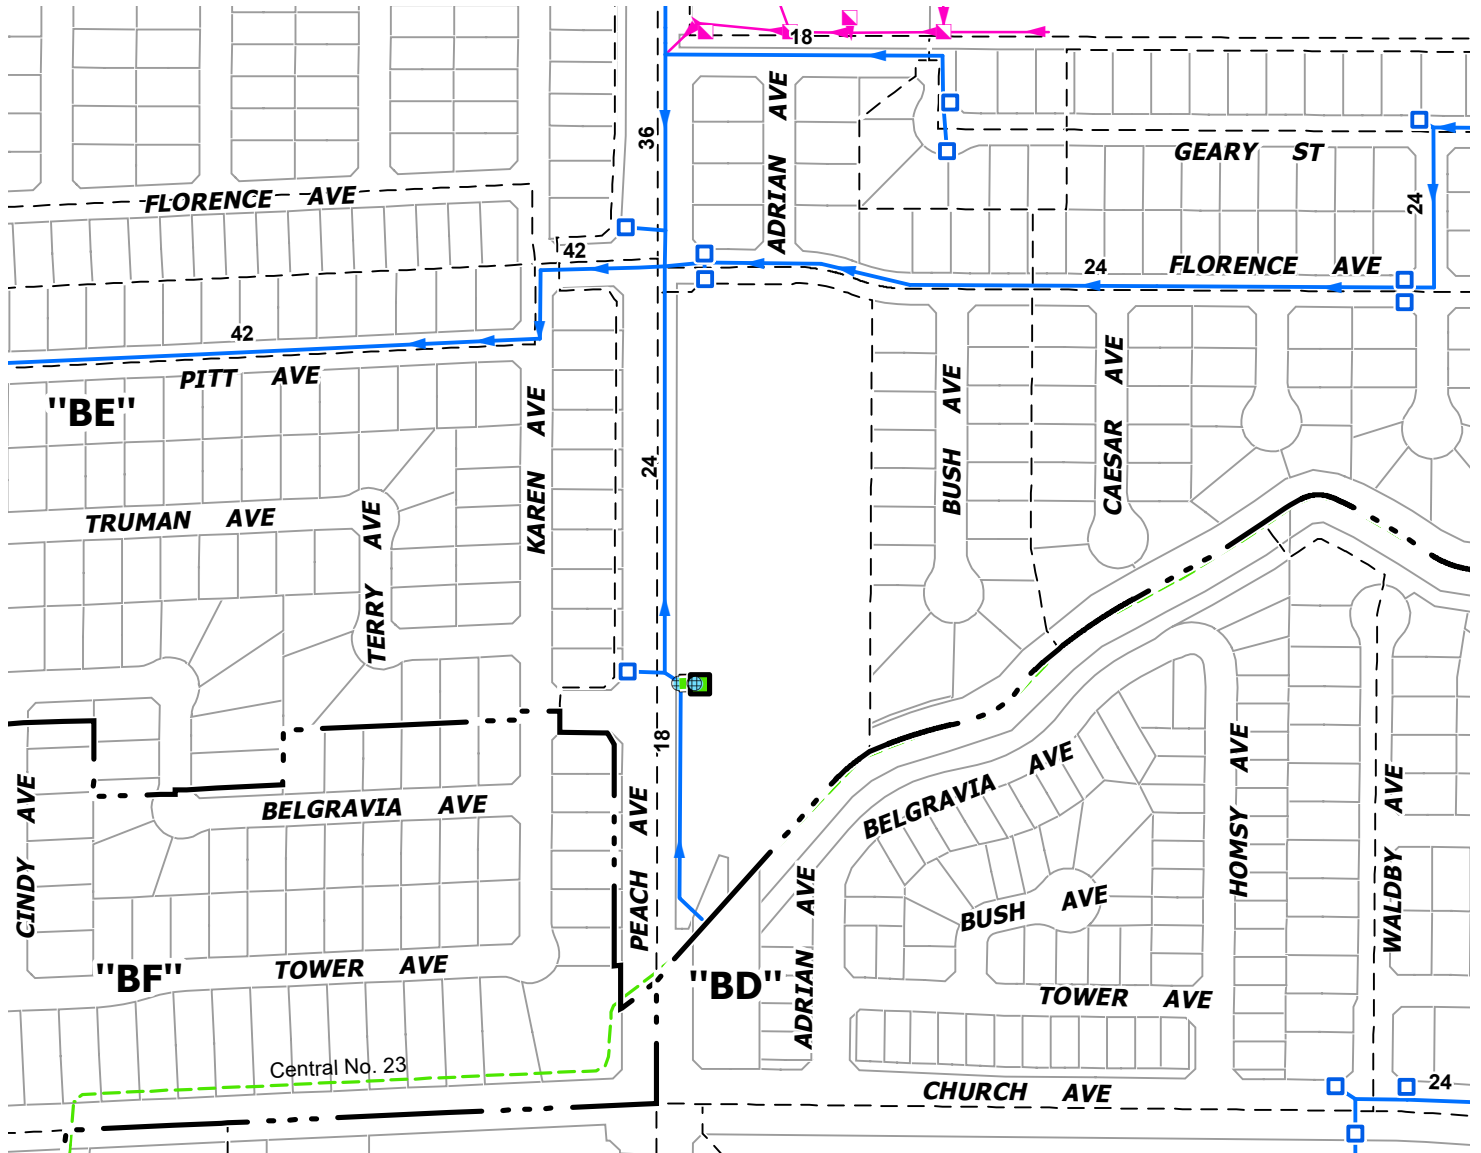 18
36
ADRIAN AVE
GEARY ST
24
FLORENCE AVE
42
24
FLORENCE AVE
42
PITT AVE
"BE"
KAREN AVE
BUSH AVE
CAESAR AVE
24
TRUMAN AVE
TERRY AVE
18
CINDY AVE
BELGRAVIA AVE
PEACH AVE
BELGRAVIA AVE
HOMSY AVE
WALDBY AVE
BUSH AVE
ADRIAN AVE
"BF"
TOWER AVE
"BD"
TOWER AVE
Central No. 23
CHURCH AVE
24